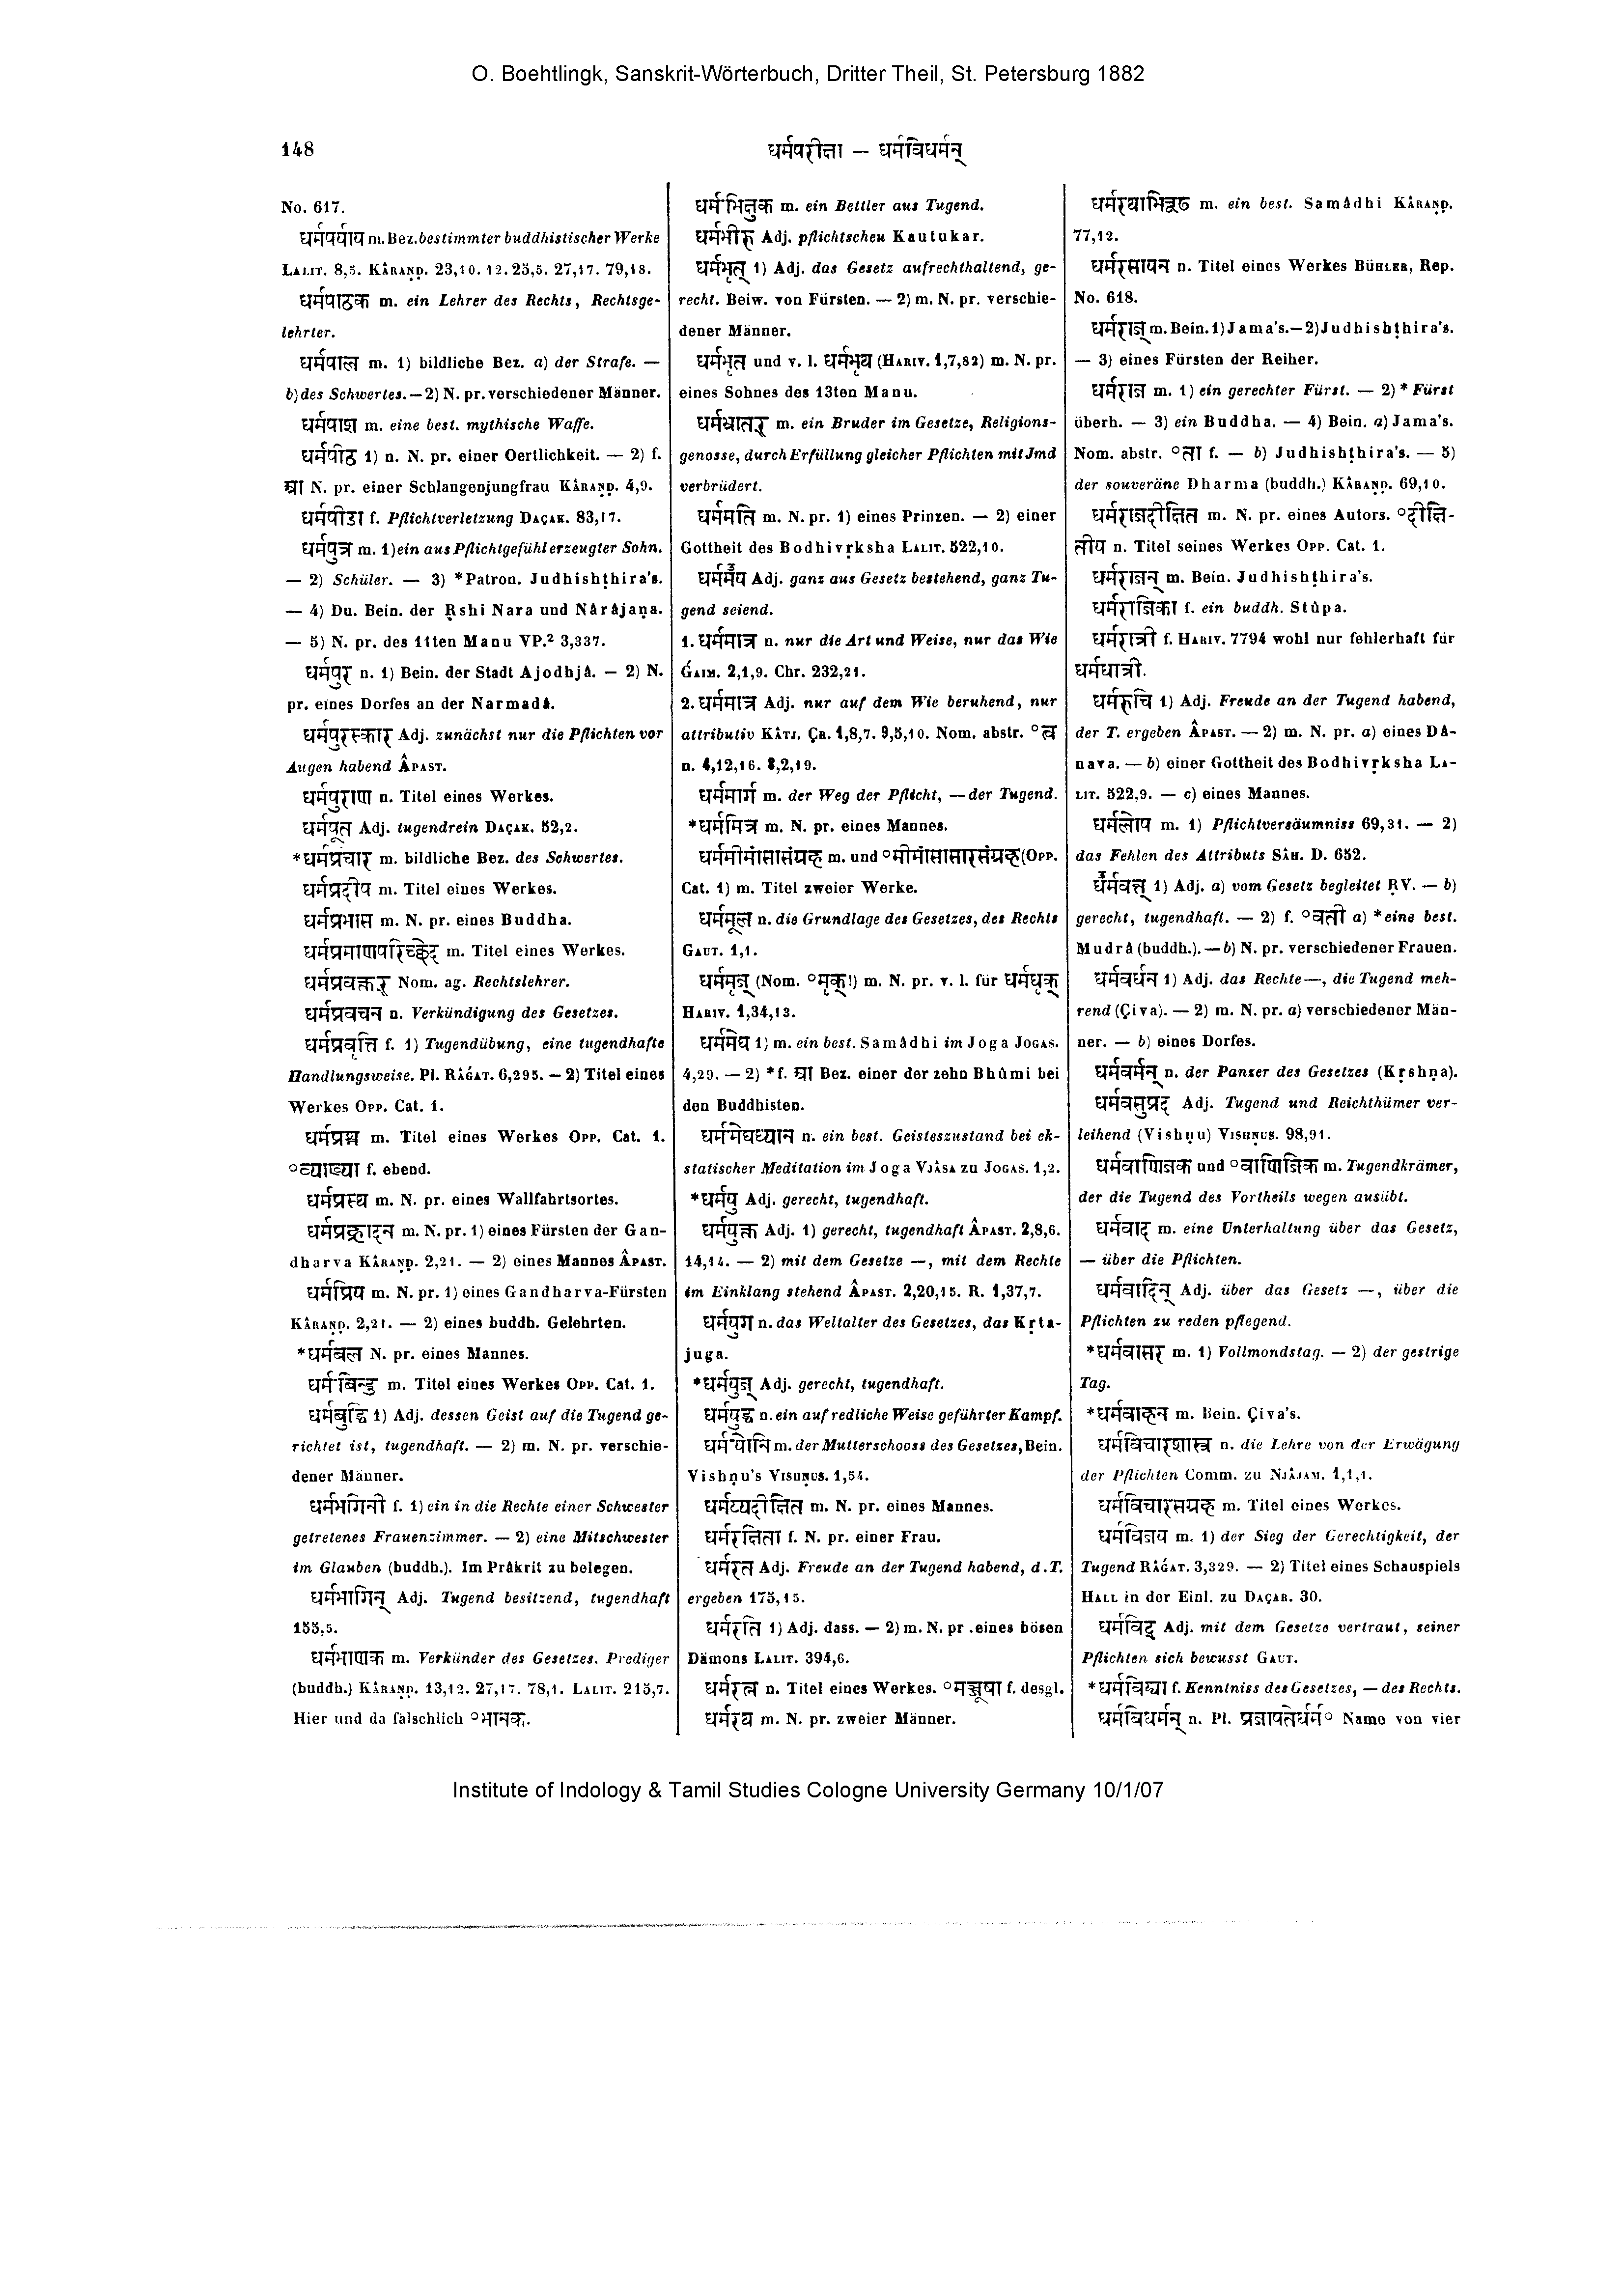 O. Boehtlingk, Sanskrit-Wörterbuch, Dritter Theil, St. Petersburg 1882
148
धर्मपरीक्षा — धर्मविधर्मन्
No. 617.
धर्मपर्याय m. Bez. bestimmter buddhistischer Werke
LALIT. 8,5. KÂRAṆḌ. 23,10. 12. 25,5. 27,17. 79,18.
धर्मपाठक m. ein Lehrer des Rechts, Rechtsge-
lehrter.
धर्मपाल m. 1) bildliche Bez. a) der Strafe. —
b) des Schwertes. — 2) N. pr. verschiedener Männer.
धर्मपाश m. eine best. mythische Waffe.
धर्मपीठ 1) n. N. pr. einer Oertlichkeit. — 2) f.
घा N. pr. einer Schlangenjungfrau KÂRAṆḌ. 4,9.
धर्मपीडा f. Pflichtverletzung DAÇAK. 83,17.
धर्मपुत्र m. 1) ein aus Pflichtgefühl erzeugter Sohn.
— 2) Schüler. — 3) *Patron. Judhishṭhira's.
— 4) Du. Bein. der Ṛshi Nara und Nârâjaṇa.
— 5) N. pr. des 11ten Manu VP.² 3,337.
धर्मपुर n. 1) Bein. der Stadt Ajodhjâ. — 2) N.
pr. eines Dorfes an der Narmadâ.
धर्मपुरस्कार Adj. zunächst nur die Pflichten vor
Augen habend ÂPAST.
धर्मपुराण n. Titel eines Werkes.
धर्मपूत Adj. tugendrein DAÇAK. 52,2.
*धर्मप्रचार m. bildliche Bez. des Schwertes.
धर्मप्रदीप m. Titel eines Werkes.
धर्मप्रभास m. N. pr. eines Buddha.
धर्मप्रमाणपरिच्छेद m. Titel eines Werkes.
धर्मप्रवक्तर् Nom. ag. Rechtslehrer.
धर्मप्रवचन n. Verkündigung des Gesetzes.
धर्मप्रवृत्ति f. 1) Tugendübung, eine tugendhafte
Handlungsweise. Pl. RÂǴAT. 6,295. — 2) Titel eines
Werkes OPP. Cat. 1.
धर्मप्रश्न m. Titel eines Werkes OPP. Cat. 1.
°व्याख्या f. ebend.
धर्मप्रस्थ m. N. pr. eines Wallfahrtsortes.
धर्मप्रह्लादन m. N. pr. 1) eines Fürsten der Gan-
dharva KÂRAṆḌ. 2,21. — 2) eines Mannes ÂPAST.
धर्मप्रिय m. N. pr. 1) eines Gandharva-Fürsten
KÂRAṆḌ. 2,21. — 2) eines buddh. Gelehrten.
*धर्मबल N. pr. eines Mannes.
धर्मबिन्दु m. Titel eines Werkes OPP. Cat. 1.
धर्मबुद्धि 1) Adj. dessen Geist auf die Tugend ge-
richtet ist, tugendhaft. — 2) m. N. pr. verschie-
dener Männer.
धर्मभगिनी f. 1) ein in die Rechte einer Schwester
getretenes Frauenzimmer. — 2) eine Mitschwester
im Glauben (buddh.). Im Prâkrit zu belegen.
धर्मभागिन् Adj. Tugend besitzend, tugendhaft
155,5.
धर्मभाणक m. Verkünder des Gesetzes, Prediger
(buddh.) KÂRAṆḌ. 13,12. 27,17. 78,1. LALIT. 215,7.
Hier und da fälschlich °भानक.
धर्मभिक्षुक m. ein Bettler aus Tugend.
धर्मभीरु Adj. pflichtscheu Kautukar.
धर्मभृत् 1) Adj. das Gesetz aufrechthaltend, ge-
recht. Beiw. von Fürsten. — 2) m. N. pr. verschie-
dener Männer.
धर्मभृत und v. l. धर्मभृथ (HARIV. 1,7,82) m. N. pr.
eines Sohnes des 13ten Manu.
धर्मभ्रातर् m. ein Bruder im Gesetze, Religions-
genosse, durch Erfüllung gleicher Pflichten mit Jmd
verbrüdert.
धर्ममति m. N. pr. 1) eines Prinzen. — 2) einer
Gottheit des Bodhivṛksha LALIT. 522,10.
धर्ममय Adj. ganz aus Gesetz bestehend, ganz Tu-
gend seiend.
1. धर्ममात्र n. nur die Art und Weise, nur das Wie
ǴAIM. 2,1,9. Chr. 232,21.
2. धर्ममात्र Adj. nur auf dem Wie beruhend, nur
attributiv KÂTJ. ÇR. 1,8,7. 9,5,10. Nom. abstr. °त्व
n. 4,12,16. 8,2,19.
धर्ममार्ग m. der Weg der Pflicht, — der Tugend.
*धर्ममित्र m. N. pr. eines Mannes.
धर्ममीमांसासंग्रह m. und °मीमांसासारसंग्रह (OPP.
Cat. 1) m. Titel zweier Werke.
धर्ममूल n. die Grundlage des Gesetzes, des Rechts
GAUT. 1,1.
धर्ममृज् (Nom. °मृक्!) m. N. pr. v. l. für धर्मधृक्
HARIV. 1,34,13.
धर्ममेघ 1) m. ein best. Samâdhi im Joga JOGAS.
4,29. — 2) *f. घा Bez. einer der zehn Bhûmi bei
den Buddhisten.
धर्ममेघध्यान n. ein best. Geisteszustand bei ek-
statischer Meditation im Joga VJÂSA zu JOGAS. 1,2.
*धर्मयु Adj. gerecht, tugendhaft.
धर्मयुक्त Adj. 1) gerecht, tugendhaft ÂPAST. 2,8,6.
14,14. — 2) mit dem Gesetze —, mit dem Rechte
im Einklang stehend ÂPAST. 2,20,15. R. 1,37,7.
धर्मयुग n. das Weltalter des Gesetzes, das Kṛta-
juga.
*धर्मयुज् Adj. gerecht, tugendhaft.
धर्मयुद्ध n. ein auf redliche Weise geführter Kampf.
धर्मयोनि m. der Mutterschooss des Gesetzes, Bein.
Vishṇu's VISHṆUS. 1,54.
धर्मय्यदीक्षित m. N. pr. eines Mannes.
धर्मरक्षिता f. N. pr. einer Frau.
धर्मरत Adj. Freude an der Tugend habend, d. T.
ergeben 175,15.
धर्मरति 1) Adj. dass. — 2) m. N. pr .eines bösen
Dämons LALIT. 394,6.
धर्मरत्न n. Titel eines Werkes. °मञ्जूषा f. desgl.
धर्मरथ m. N. pr. zweier Männer.
धर्मरथाभिरूढ m. ein best. Samâdhi KÂRAṆḌ.
77,12.
धर्मरसायन n. Titel eines Werkes BÜHLER, Rep.
No. 618.
धर्मराज् m. Bein. 1) Jama's. — 2) Judhishṭhira's.
— 3) eines Fürsten der Reiher.
धर्मराज m. 1) ein gerechter Fürst. — 2) * Fürst
überh. — 3) ein Buddha. — 4) Bein. a) Jama's.
Nom. abstr. °ता f. — b) Judhishṭhira's. — 5)
der souveräne Dharma (buddh.) KÂRAṆḌ. 69,10.
धर्मराजदीक्षित m. N. pr. eines Autors. °दीक्षि-
तीय n. Titel seines Werkes OPP. Cat. 1.
धर्मराजन् m. Bein. Judhishṭhira's.
धर्मराजिका f. ein buddh. Stûpa.
धर्मरात्री f. HARIV. 7794 wohl nur fehlerhaft für
धर्मधात्री.
धर्मरुचि 1) Adj. Freude an der Tugend habend,
der T. ergeben ÂPAST. — 2) m. N. pr. a) eines Dâ-
nava. — b) einer Gottheit des Bodhivṛksha LA-
LIT. 522,9. — c) eines Mannes.
धर्मलोप m. 1) Pflichtversäumniss 69,31. — 2)
das Fehlen des Attributs SÂH. D. 652.
धर्मवत् 1) Adj. a) vom Gesetz begleitet ṚV. — b)
gerecht, tugendhaft. — 2) f. °वती a) *eine best.
Mudrâ (buddh.). — b) N. pr. verschiedener Frauen.
धर्मवर्धन 1) Adj. das Rechte —, die Tugend meh-
rend (Çiva). — 2) m. N. pr. a) verschiedener Män-
ner. — b) eines Dorfes.
धर्मवर्मन् n. der Panzer des Gesetzes (Kṛshṇa).
धर्मवसुप्रद Adj. Tugend und Reichthümer ver-
leihend (Vishṇu) VISHṆUS. 98,91.
धर्मवाणिजक und °वाणिजिक m. Tugendkrämer,
der die Tugend des Vortheils wegen ausübt.
धर्मवाद m. eine Unterhaltung über das Gesetz,
— über die Pflichten.
धर्मवादिन् Adj. über das Gesetz —, über die
Pflichten zu reden pflegend.
*धर्मवासर m. 1) Vollmondstag. — 2) der gestrige
Tag.
*धर्मवाहन m. Bein. Çiva's.
धर्मविचारशास्त्र n. die Lehre von der Erwägung
der Pflichten Comm. zu NJÂJAM. 1,1,1.
धर्मविचारसंग्रह m. Titel eines Werkes.
धर्मविजय m. 1) der Sieg der Gerechtigkeit, der
Tugend RÂǴAT. 3,329. — 2) Titel eines Schauspiels
HALL in der Einl. zu DAÇAR. 30.
धर्मविद् Adj. mit dem Gesetze vertraut, seiner
Pflichten sich bewusst GAUT.
*धर्मविद्या f. Kenntniss des Gesetzes, — des Rechts.
धर्मविधर्मन् n. Pl. प्रजापतेर्धर्म° Name von vier
Institute of Indology & Tamil Studies Cologne University Germany 10/1/07